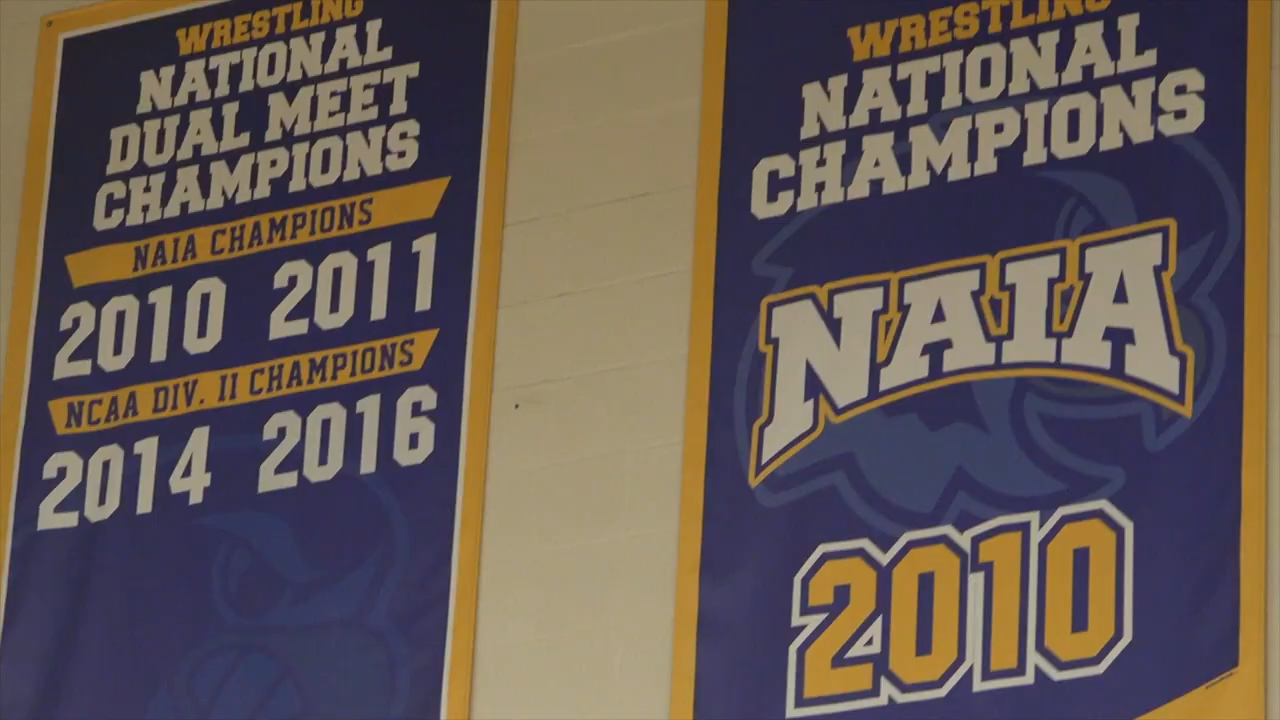 WRESTLING
NATIONAL
DUAL MEET
CHAMPIONS
NAIA CHAMPIONS
2010 2011
NCAA DIV. II CHAMPIONS
2014 2016
WRESTLING
NATIONAL
CHAMPIONS
NAIA
2010